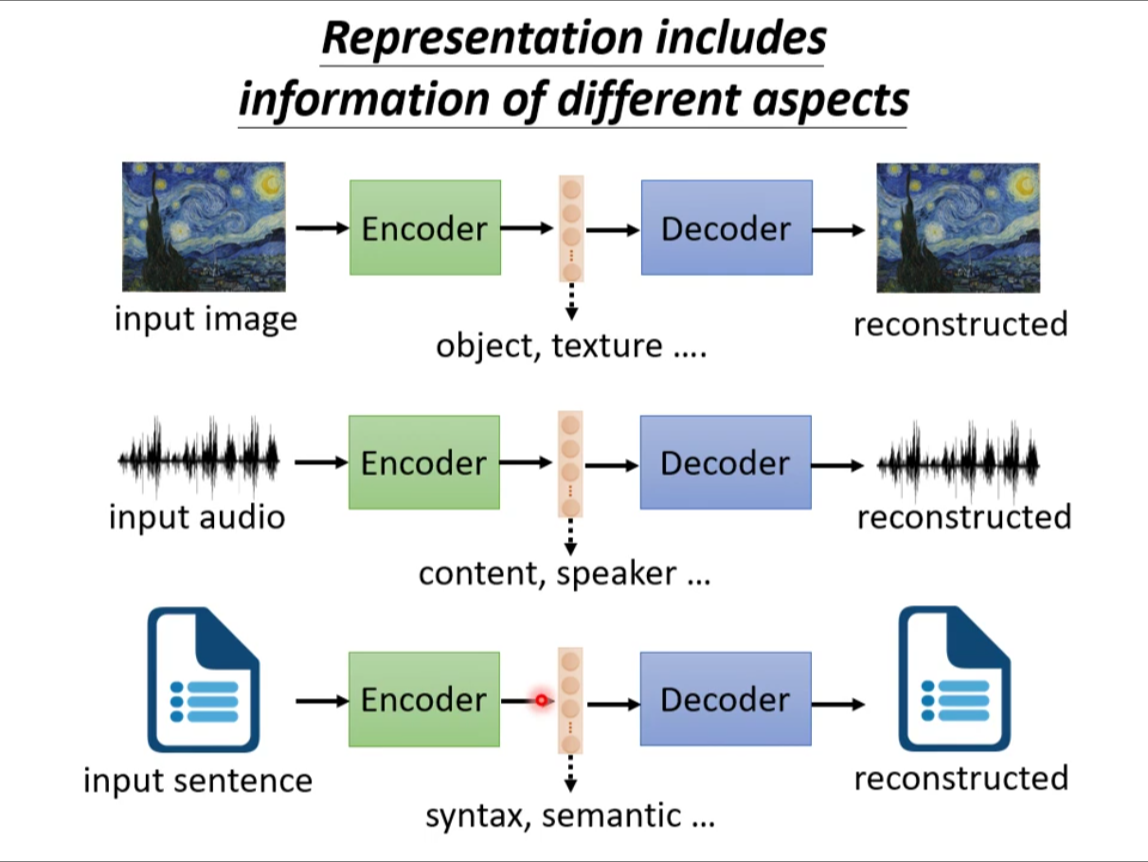 Representation includes
information of different aspects
Encoder
Decoder
input image
reconstructed
object, texture ....
Encoder
Decoder
input audio
reconstructed
content, speaker ...
Encoder
Decoder
input sentence
reconstructed
syntax, semantic ...